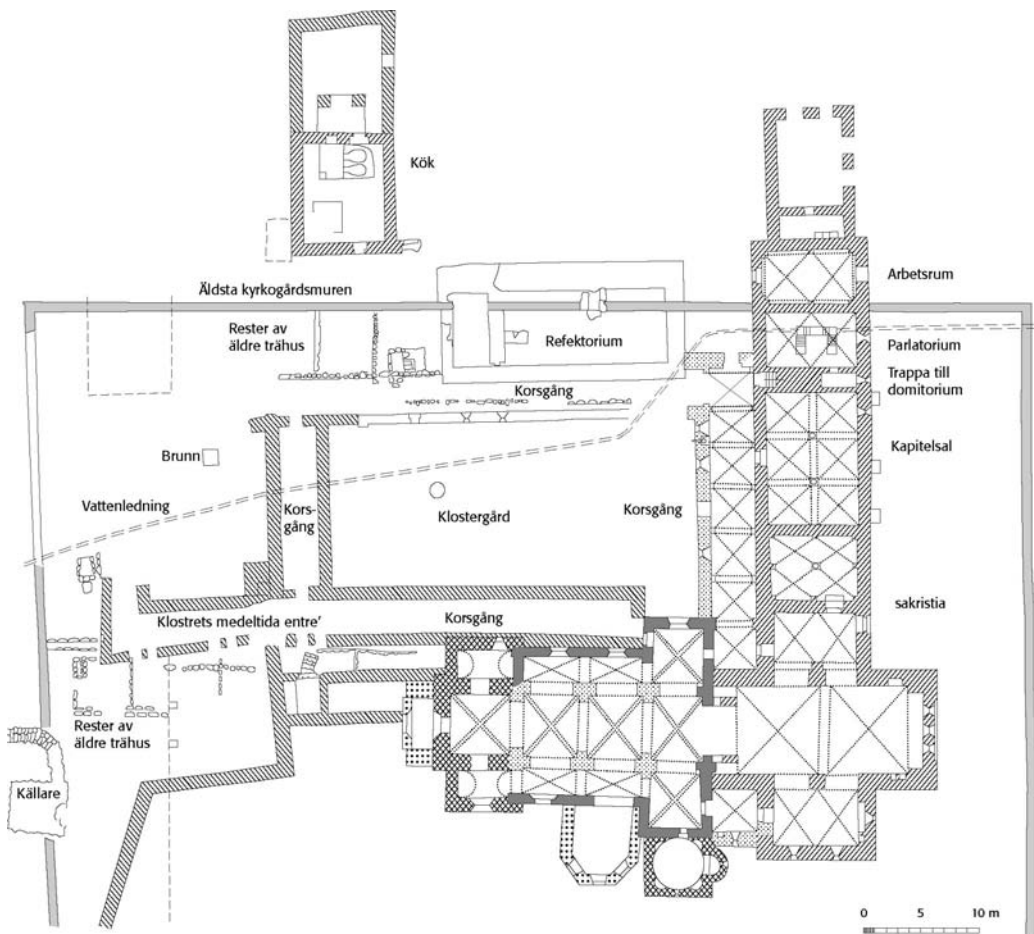 Kök
Arbetsrum
Äldsta kyrkogårdsmuren
Rester av
äldre trähus
Refektorium
Parlatorium
Trappa till
domitorium
Korsgång
Kapitelsal
Brunn
Vattenledning
Kors-
gång
Klostergård
Korsgång
sakristia
Klostrets medeltida entre'
Korsgång
Rester av
äldre trähus
Källare
0 5 10 m